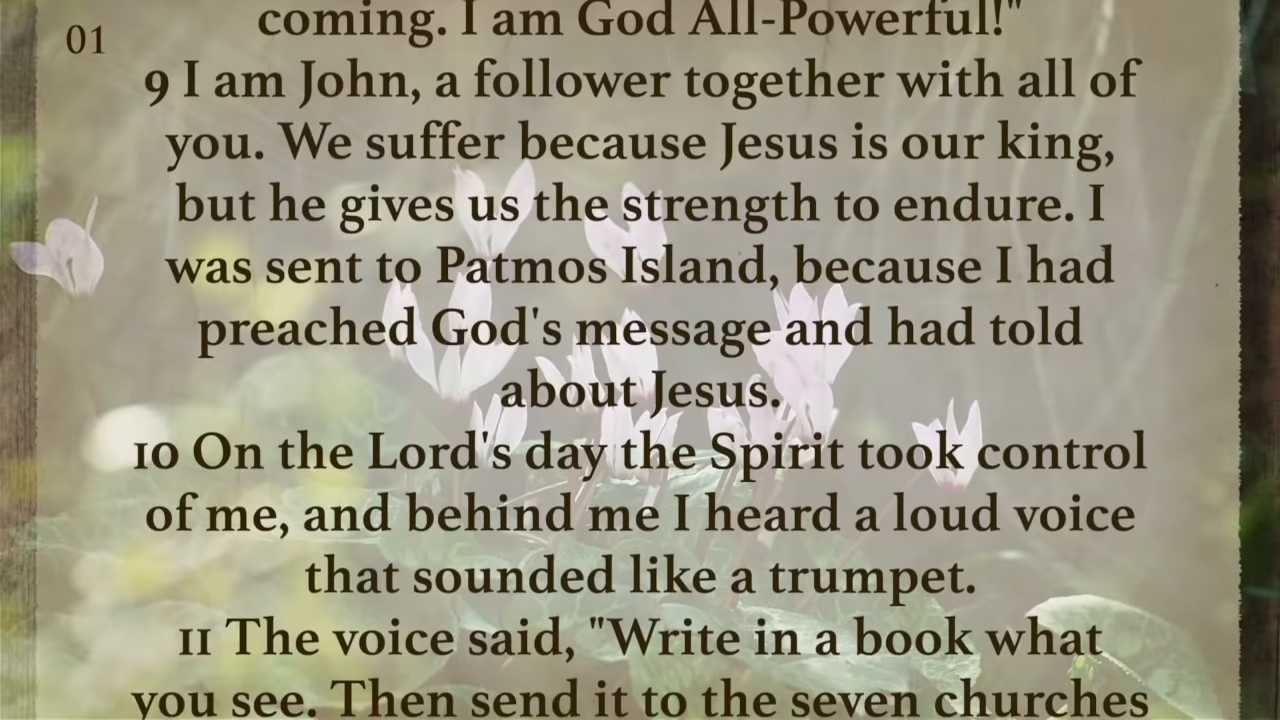 01
coming. I am God All-Powerful!"
9 I am John, a follower together with all of
you. We suffer because Jesus is our king,
but he gives us the strength to endure. I
was sent to Patmos Island, because I had
preached God's message and had told
about Jesus.
10 On the Lord's day the Spirit took control
of me, and behind me I heard a loud voice
that sounded like a trumpet.
11 The voice said, "Write in a book what
you see. Then send it to the seven churches